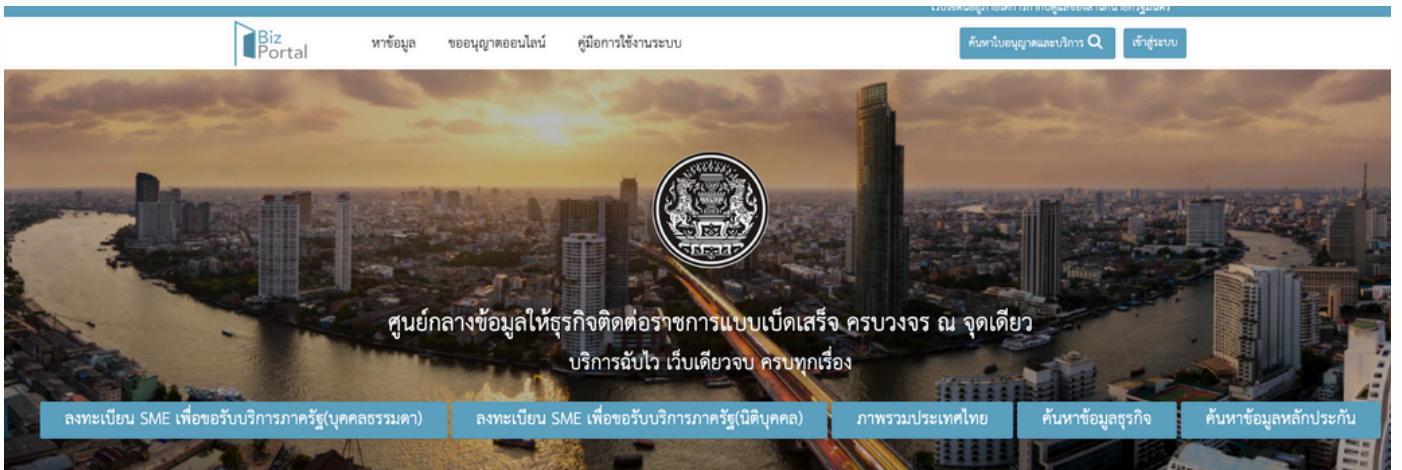 Biz
Portal
หาข้อมูล
ขออนุญาตออนไลน์
คู่มือการใช้งานระบบ
ค้นหาใบอนุญาตและบริการ
เข้าสู่ระบบ
ศูนย์กลางข้อมูลให้ธุรกิจติดต่อราชการแบบเบ็ดเสร็จ ครบวงจร ณ จุดเดียว
บริการฉับไว เว็บเดียวจบ ครบทุกเรื่อง
ลงทะเบียน SME เพื่อขอรับบริการภาครัฐ(บุคคลธรรมดา)
ลงทะเบียน SME เพื่อขอรับบริการภาครัฐ(นิติบุคคล)
ภาพรวมประเทศไทย
ค้นหาข้อมูลธุรกิจ
ค้นหาข้อมูลหลักประกัน